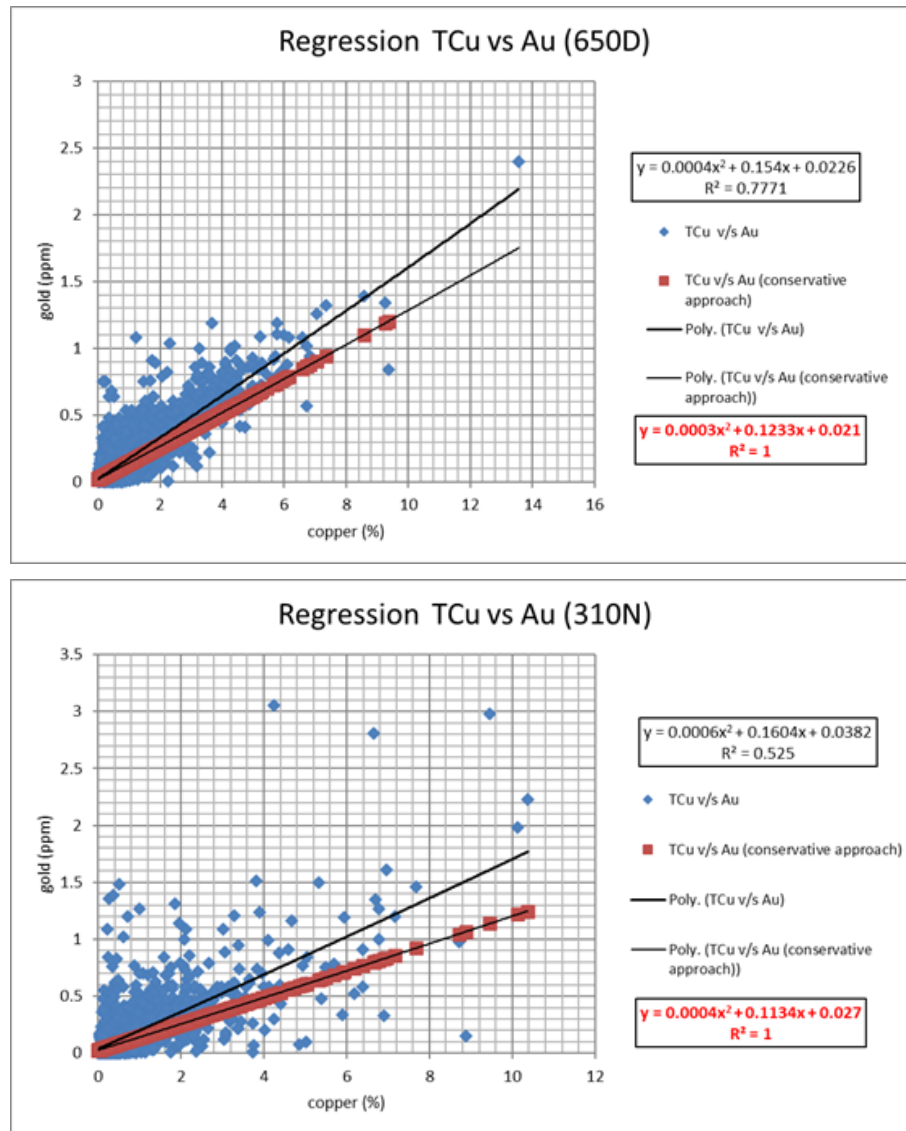 Regression TCu vs Au (650D)
3
2.5
2
1.5
1
0.5
0
gold (ppm)
0 2 4 6 8 10 12 14 16
copper (%)
y = 0.0004x² + 0.154x + 0.0226
R² = 0.7771
TCu v/s Au
TCu v/s Au (conservative
approach)
Poly. (TCu v/s Au)
Poly. (TCu v/s Au (conservative
approach))
y = 0.0003x² + 0.1233x + 0.021
R² = 1
Regression TCu vs Au (310N)
3.5
3
2.5
2
1.5
1
0.5
0
gold (ppm)
0 2 4 6 8 10 12
copper (%)
y = 0.0006x² + 0.1604x + 0.0382
R² = 0.525
TCu v/s Au
TCu v/s Au (conservative approach)
Poly. (TCu v/s Au)
Poly. (TCu v/s Au (conservative
approach))
y = 0.0004x² + 0.1134x + 0.027
R² = 1